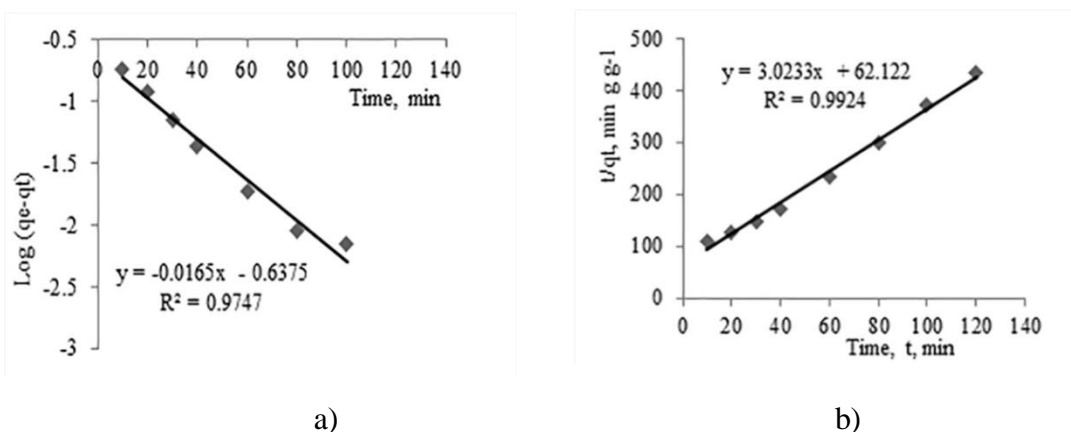 -0.5
0 20 40 60 80 100 120 140
Time, min
-1
-1.5
-2
-2.5
-3
Log (qe-qt)
y = -0.0165x - 0.6375
R² = 0.9747
a)
500
400
300
200
100
0
t/qt, min g g-1
y = 3.0233x + 62.122
R² = 0.9924
0 20 40 60 80 100 120 140
Time, t, min
b)